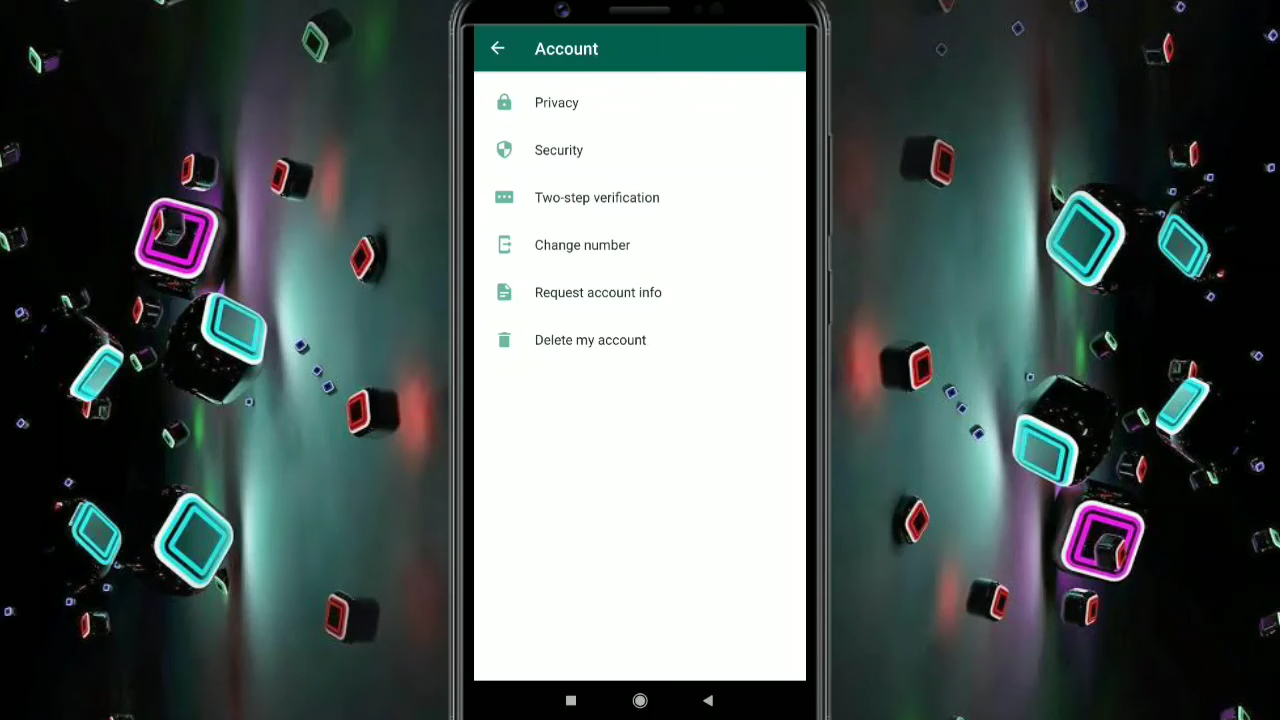 Account
Privacy
Security
Two-step verification
Change number
Request account info
Delete my account